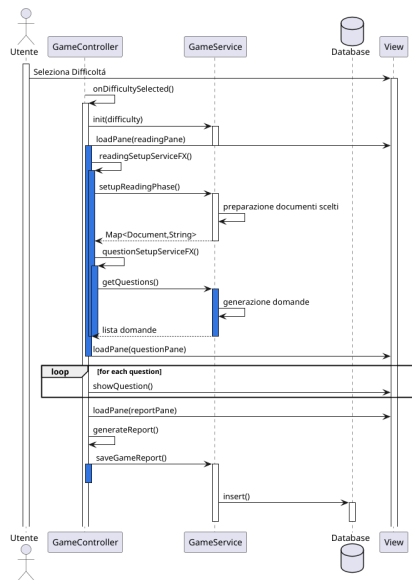 Utente
GameController
GameService
Database
View
Seleziona Difficoltá
onDifficultySelected()
init(difficulty)
loadPane(readingPane)
readingSetupServiceFX()
setupReadingPhase()
preparazione documenti scelti
Map<Document,String>
questionSetupServiceFX()
getQuestions()
generazione domande
lista domande
loadPane(questionPane)
loop [for each question]
showQuestion()
loadPane(reportPane)
generateReport()
saveGameReport()
insert()
Utente
GameController
GameService
Database
View